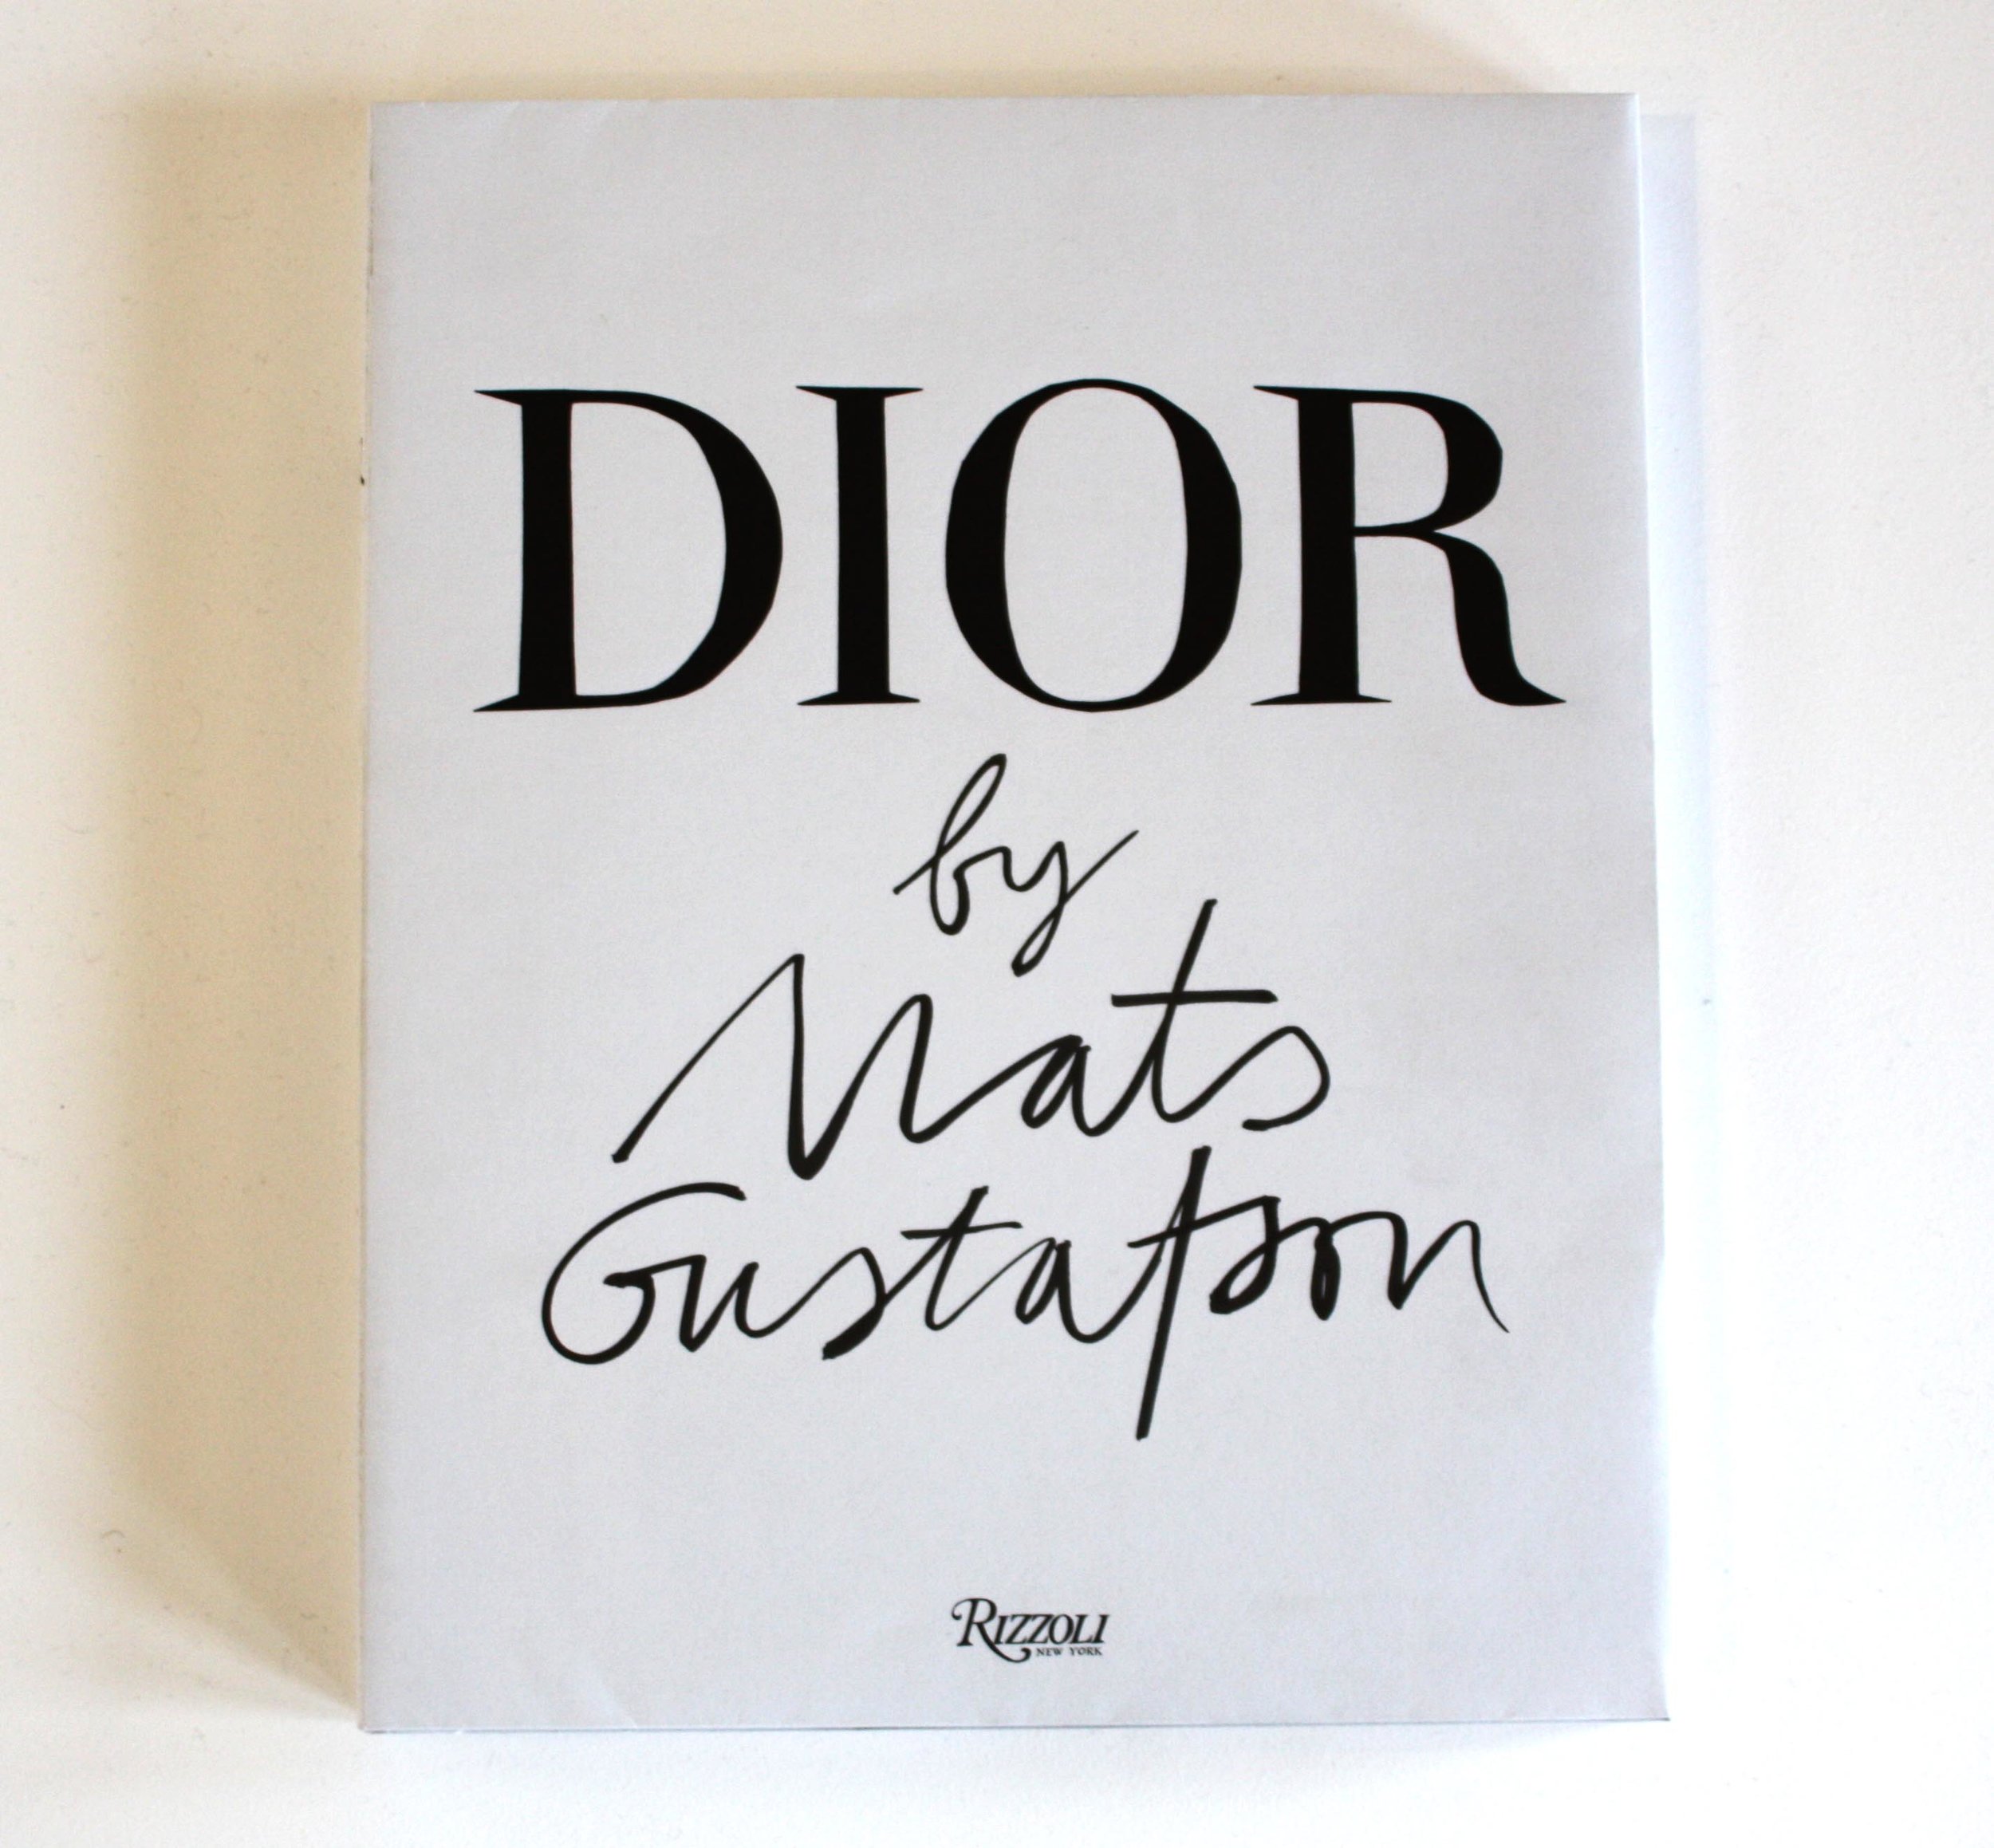 DIOR
by
Mats
Gustafson
RIZZOLI
NEW YORK